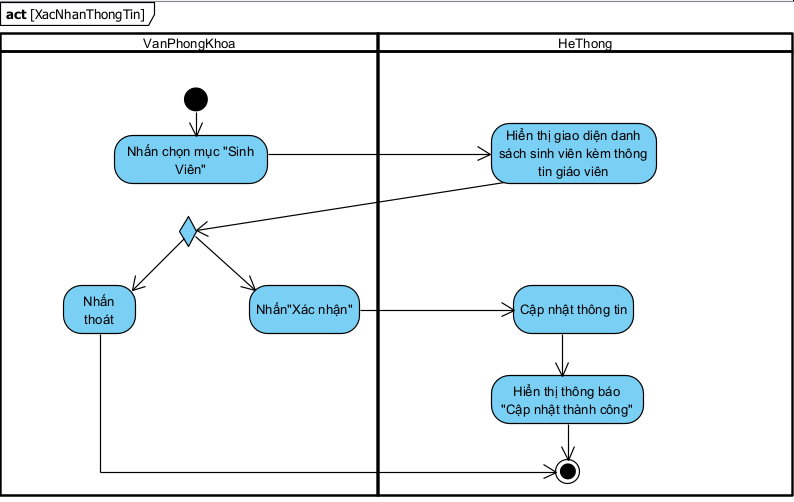 act [XacNhanThongTin]
VanPhongKhoa
HeThong
Nhấn chọn mục "Sinh
Viên"
Hiển thị giao diện danh
sách sinh viên kèm thông
tin giáo viên
Nhấn
thoát
Nhấn"Xác nhận"
Cập nhật thông tin
Hiển thị thông báo
"Cập nhật thành công"